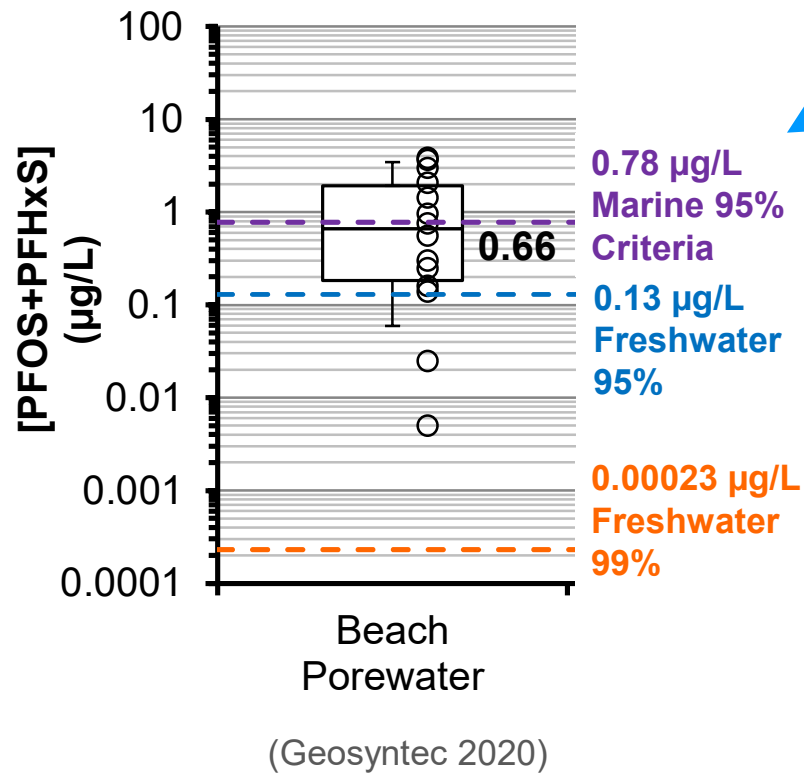 100
10
1
0.1
0.01
0.001
0.0001
[PFOS+PFHxS]
(µg/L)
0.66
0.78 µg/L
Marine 95%
Criteria
0.13 µg/L
Freshwater
95%
0.00023 µg/L
Freshwater
99%
Beach
Porewater
(Geosyntec 2020)